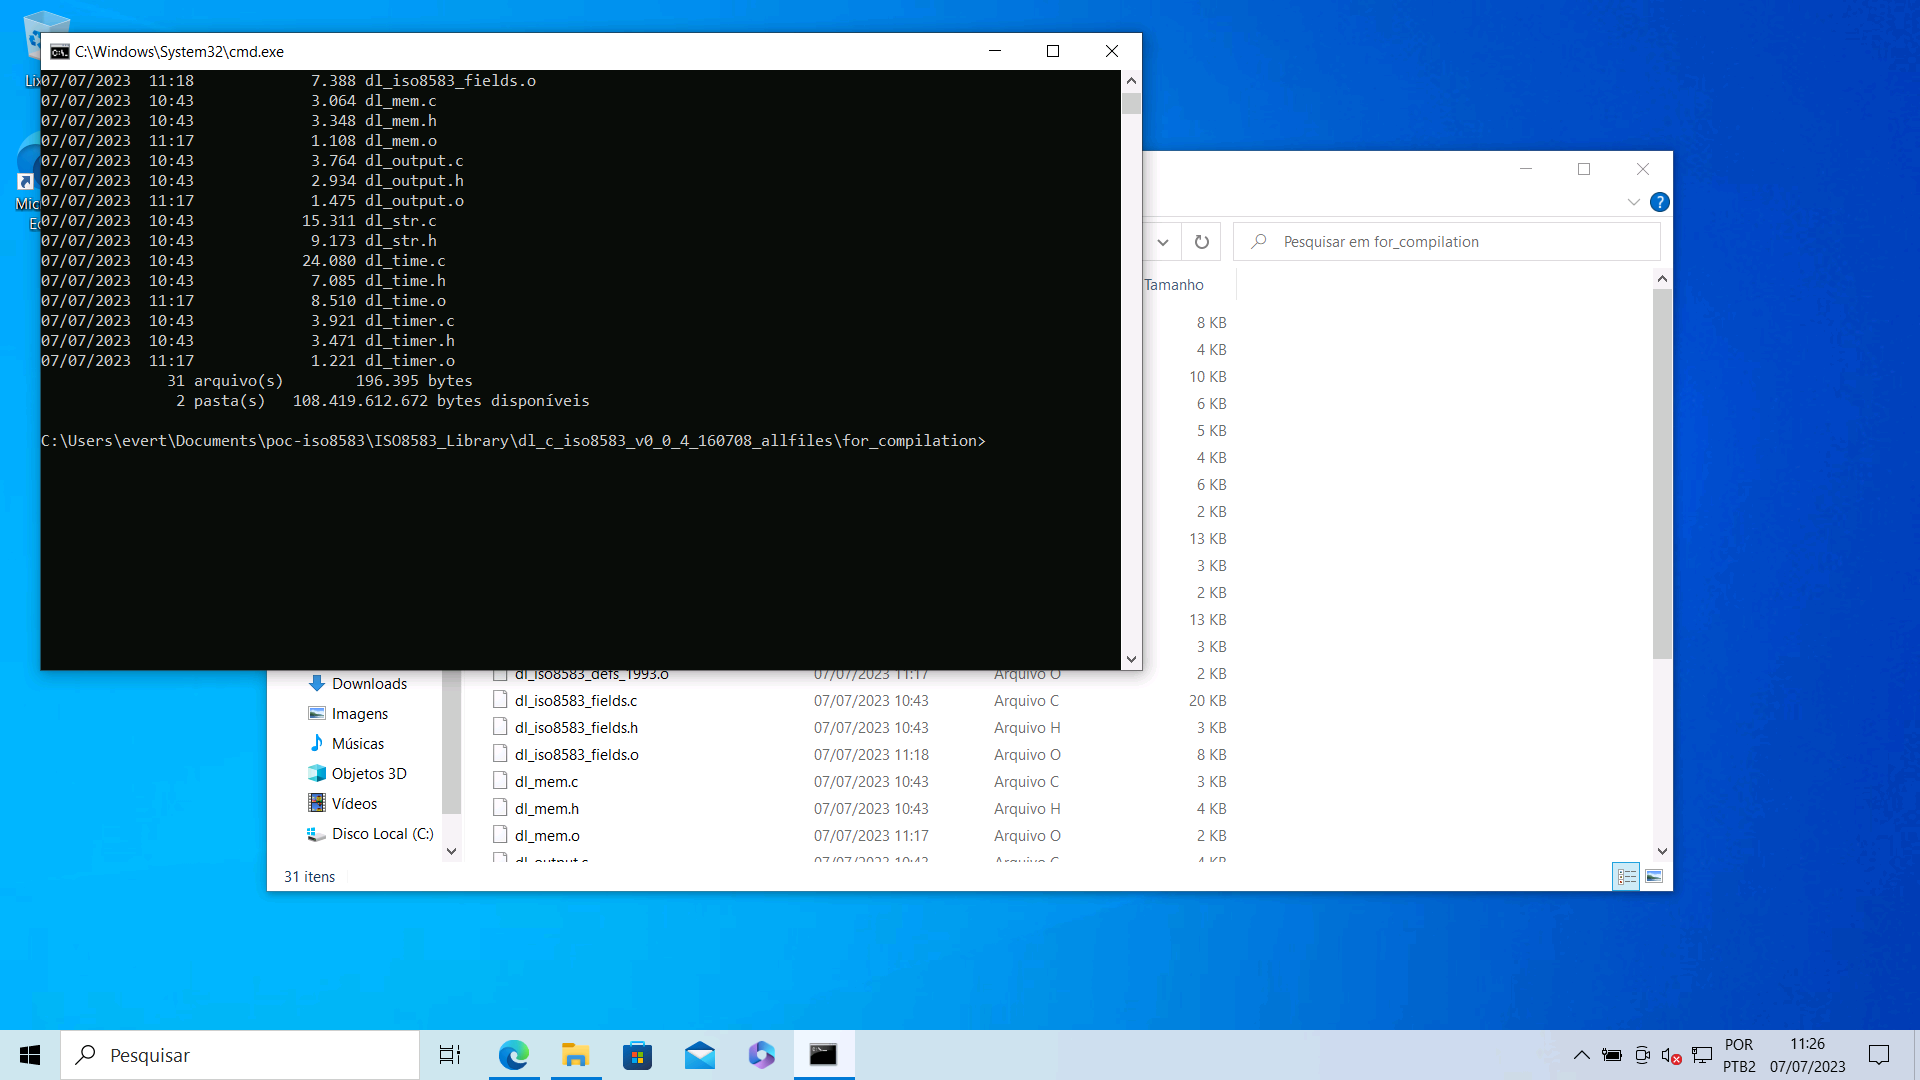 C:\Windows\System32\cmd.exe
07/07/2023  11:18             7.388 dl_iso8583_fields.o
07/07/2023  10:43             3.064 dl_mem.c
07/07/2023  10:43             3.348 dl_mem.h
07/07/2023  11:17             1.108 dl_mem.o
07/07/2023  10:43             3.764 dl_output.c
07/07/2023  10:43             2.934 dl_output.h
07/07/2023  11:17             1.475 dl_output.o
07/07/2023  10:43            15.311 dl_str.c
07/07/2023  10:43             9.173 dl_str.h
07/07/2023  10:43            24.080 dl_time.c
07/07/2023  10:43             7.085 dl_time.h
07/07/2023  11:17             8.510 dl_time.o
07/07/2023  10:43             3.921 dl_timer.c
07/07/2023  10:43             3.471 dl_timer.h
07/07/2023  11:17             1.221 dl_timer.o
31 arquivo(s)        196.395 bytes
2 pasta(s)   108.419.612.672 bytes disponíveis
C:\Users\evert\Documents\poc-iso8583\ISO8583_Library\dl_c_iso8583_v0_0_4_160708_allfiles\for_compilation>
Pesquisar em for_compilation
Tamanho
8 KB
4 KB
10 KB
6 KB
5 KB
4 KB
6 KB
2 KB
13 KB
3 KB
2 KB
13 KB
3 KB
dl_iso8583_defs_1993.o 07/07/2023 11:17 Arquivo O 2 KB
dl_iso8583_fields.c 07/07/2023 10:43 Arquivo C 20 KB
dl_iso8583_fields.h 07/07/2023 10:43 Arquivo H 3 KB
dl_iso8583_fields.o 07/07/2023 11:18 Arquivo O 8 KB
dl_mem.c 07/07/2023 10:43 Arquivo C 3 KB
dl_mem.h 07/07/2023 10:43 Arquivo H 4 KB
dl_mem.o 07/07/2023 11:17 Arquivo O 2 KB
dl_output.c 07/07/2023 10:43 Arquivo C 4 KB
Downloads
Imagens
Músicas
Objetos 3D
Vídeos
Disco Local (C:)
31 itens
Pesquisar
POR
PTB2
11:26
07/07/2023